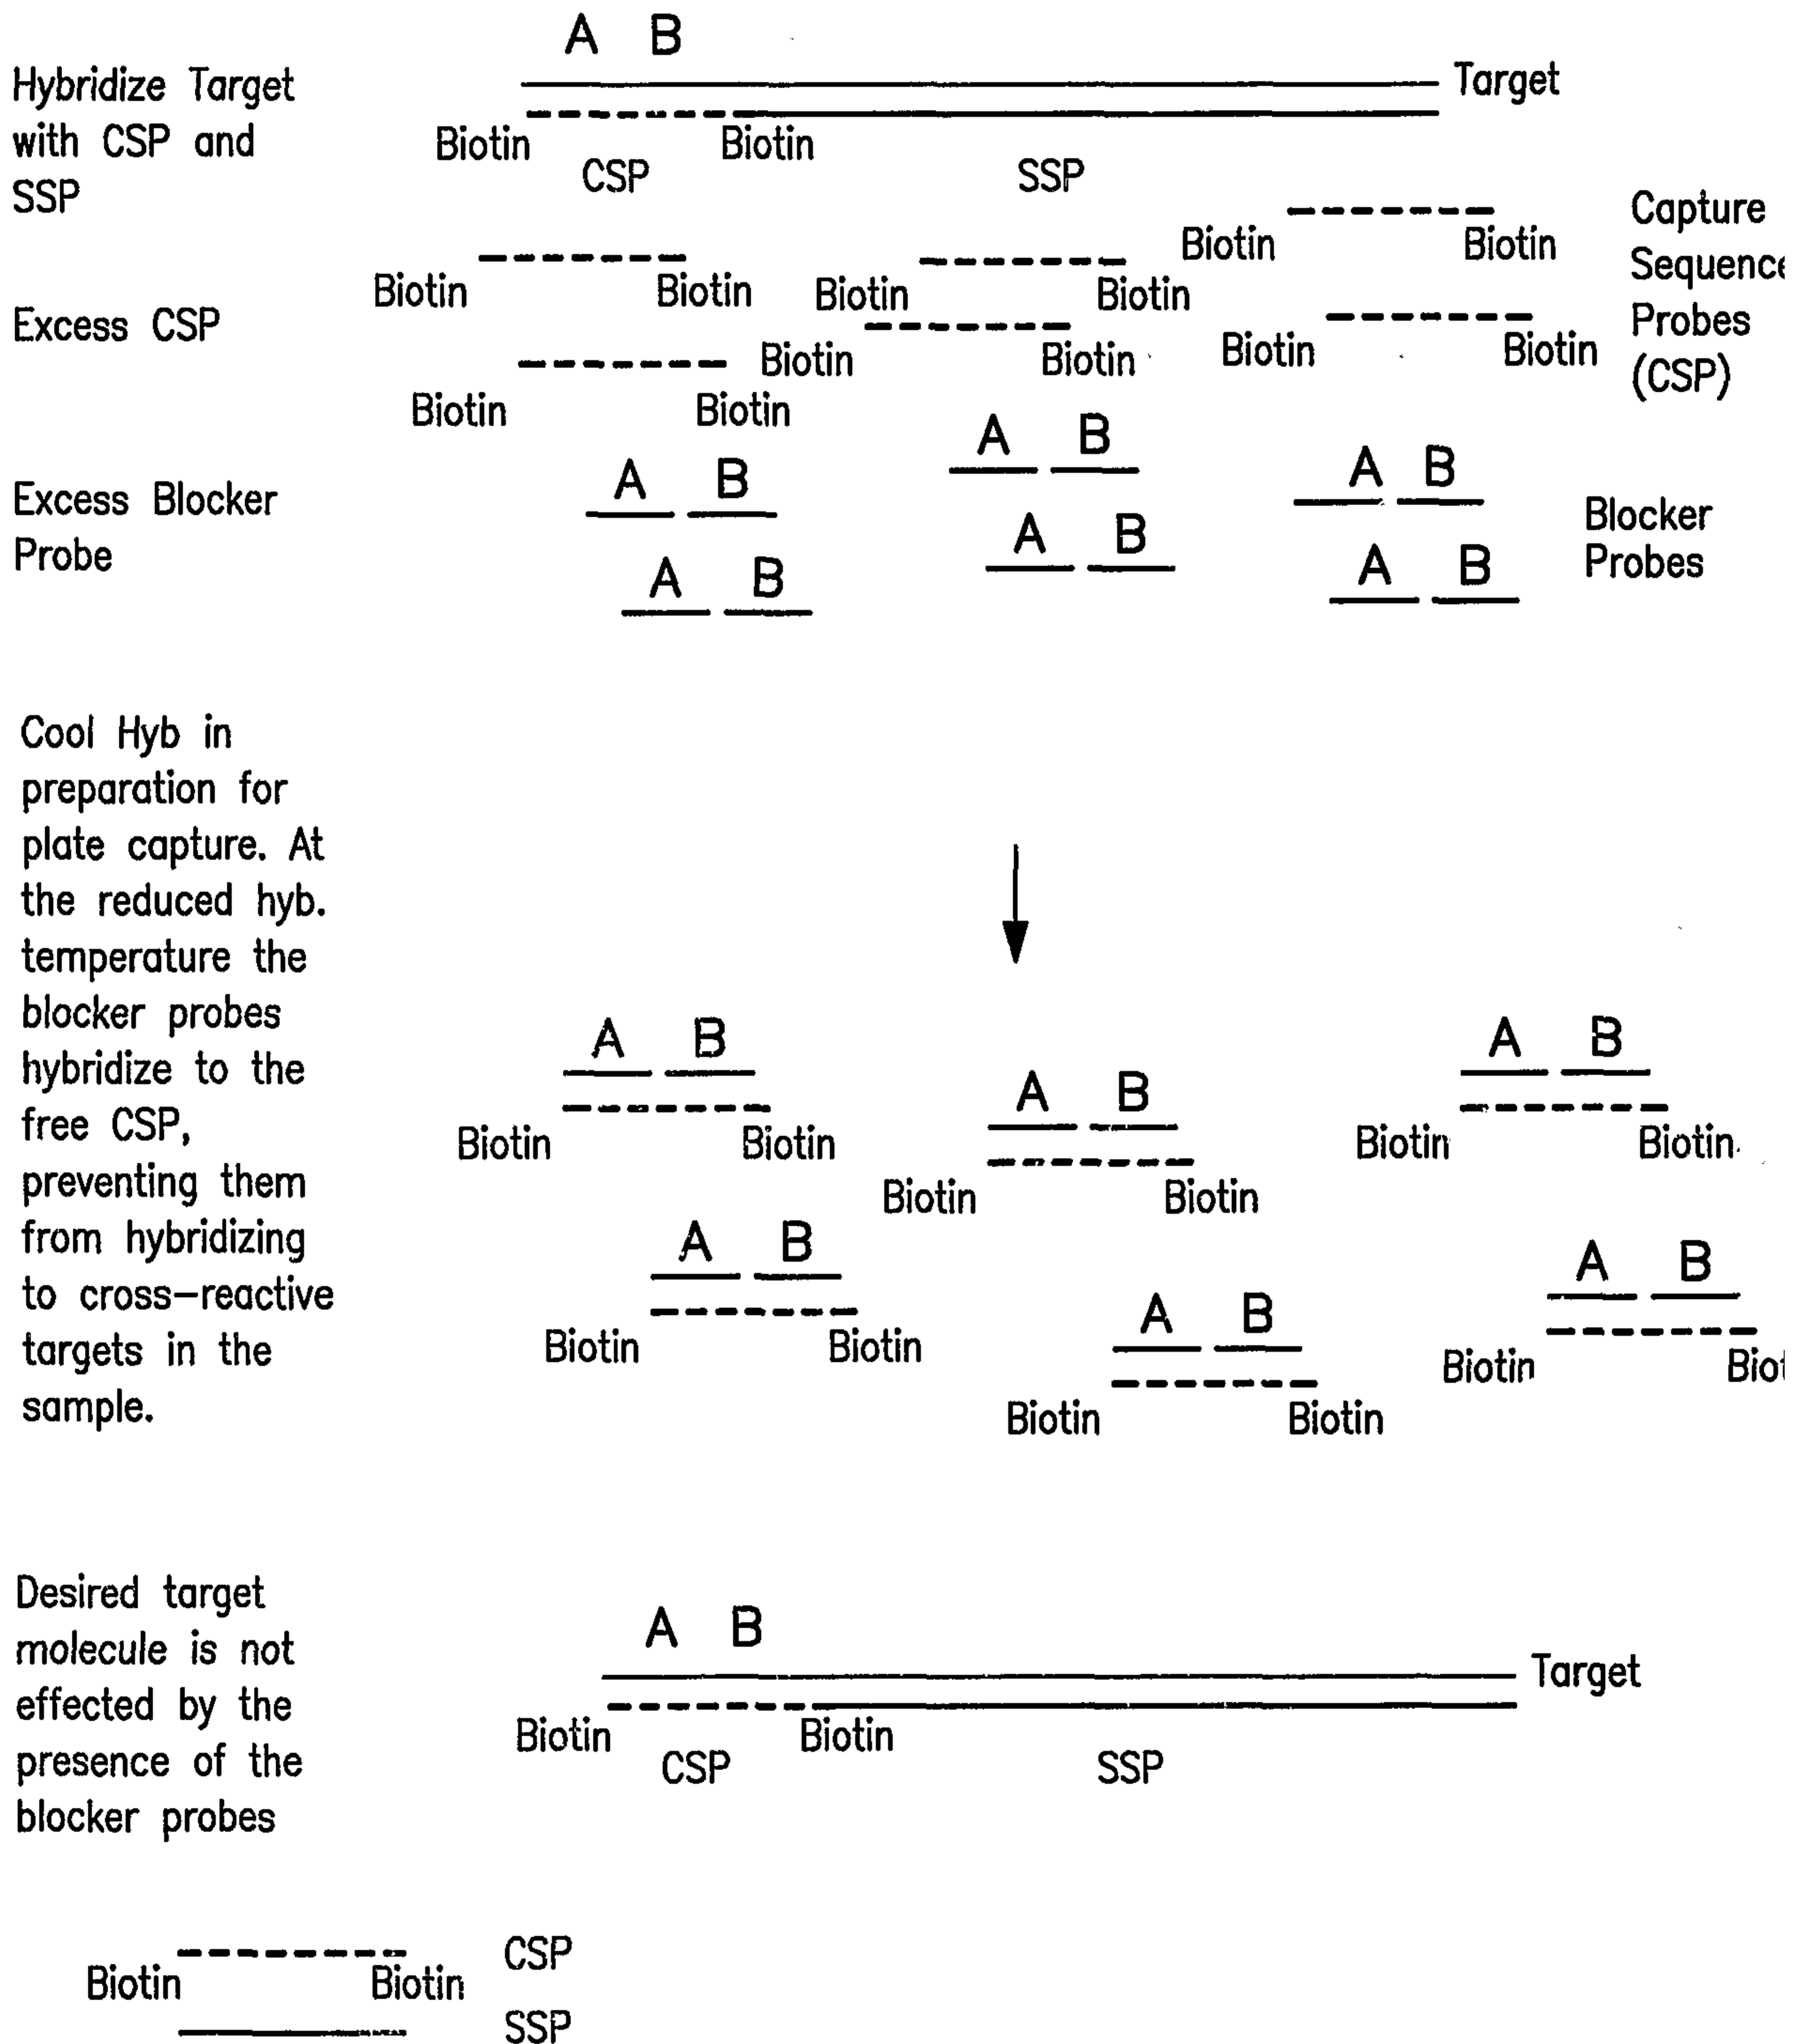 A B
Hybridize Target
with CSP and
SSP
Target
Biotin Biotin
CSP SSP
Capture
Sequence
Probes
(CSP)
Biotin Biotin
Excess CSP
Biotin Biotin
Biotin Biotin
Biotin Biotin
Biotin Biotin
Biotin Biotin
Excess Blocker
Probe
A B
A B
A B
A B
A B
A B
Blocker
Probes
Cool Hyb in
preparation for
plate capture. At
the reduced hyb.
temperature the
blocker probes
hybridize to the
free CSP,
preventing them
from hybridizing
to cross-reactive
targets in the
sample.
A B
Biotin Biotin
A B
Biotin Biotin
A B
Biotin Biotin
A B
Biotin Biotin
A B
Biotin Biotin
A B
Biotin Biot
Desired target
molecule is not
effected by the
presence of the
blocker probes
A B
Target
Biotin Biotin
CSP SSP
CSP
Biotin Biotin
SSP